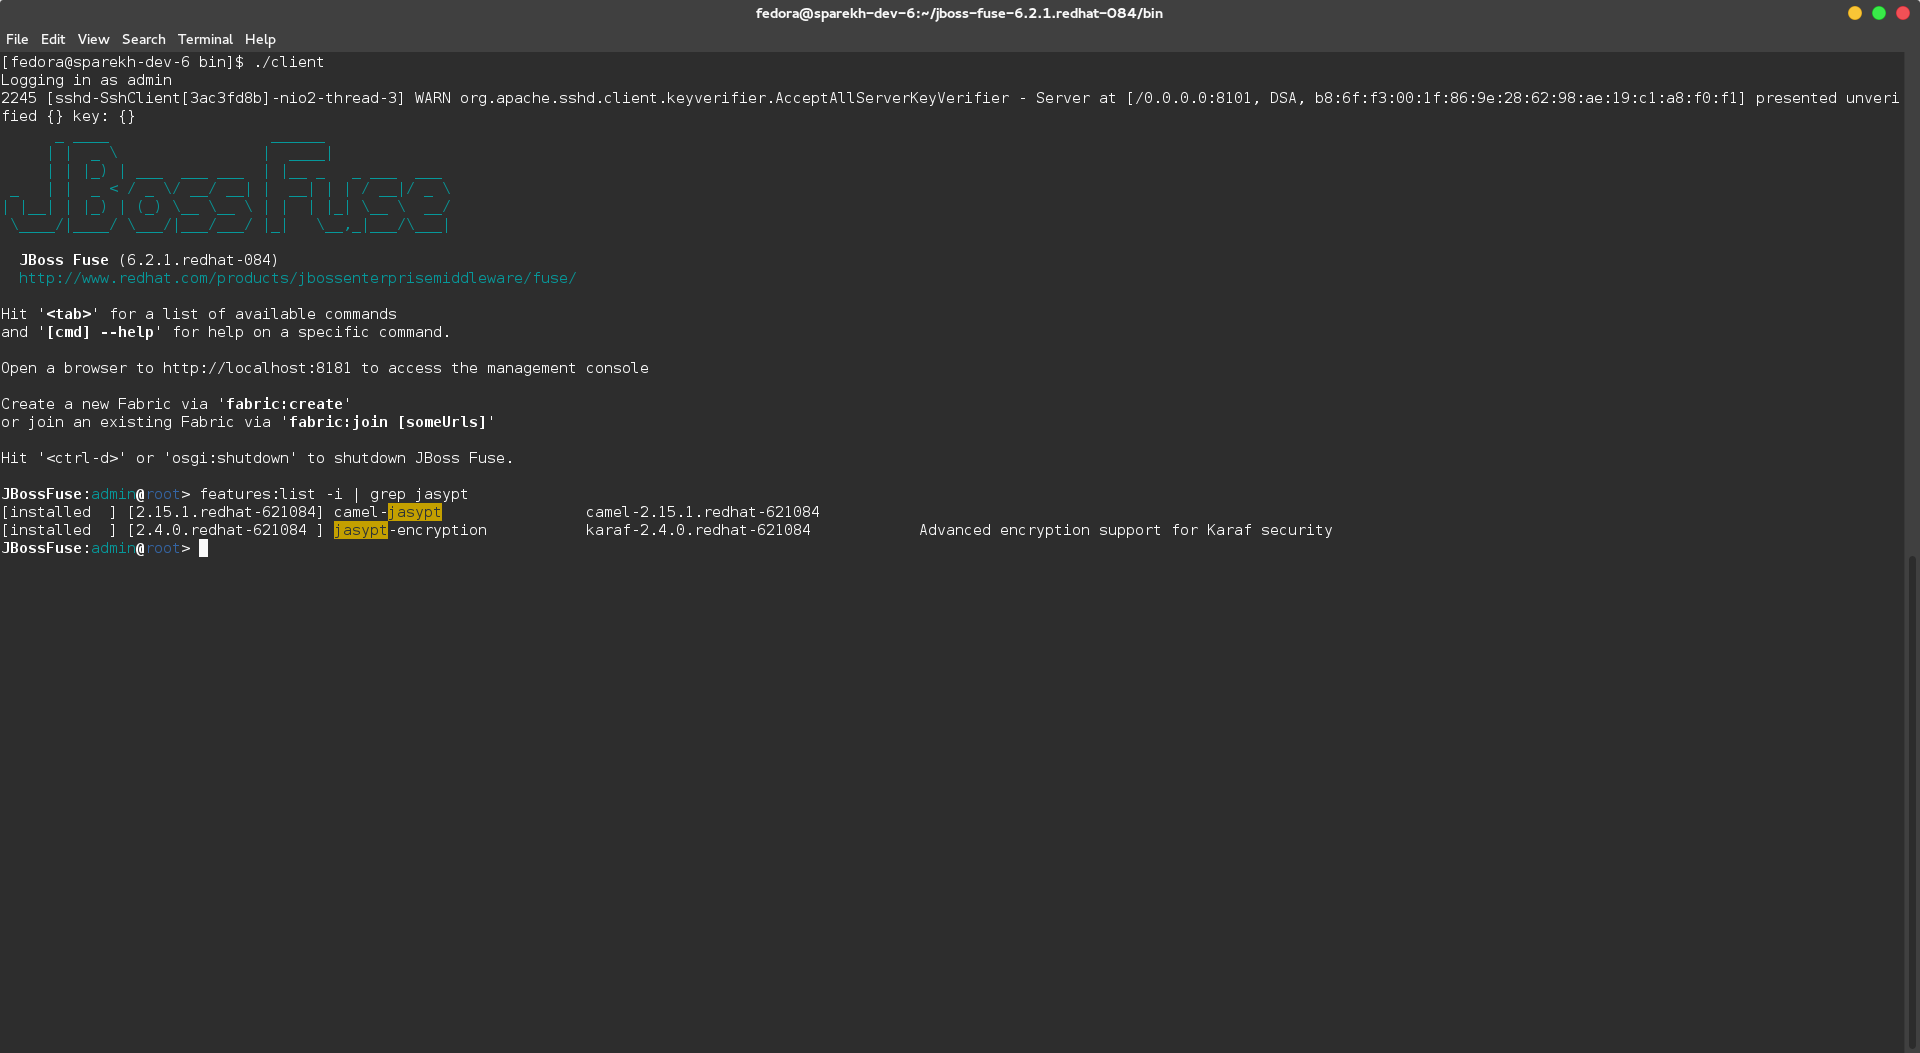 fedora@sparekh-dev-6:~/jboss-fuse-6.2.1.redhat-084/bin
File Edit View Search Terminal Help
[fedora@sparekh-dev-6 bin]$ ./client
Logging in as admin
2245 [sshd-SshClient[3ac3fd8b]-nio2-thread-3] WARN org.apache.sshd.client.keyverifier.AcceptAllServerKeyVerifier - Server at [/0.0.0.0:8101, DSA, b8:6f:f3:00:1f:86:9e:28:62:98:ae:19:c1:a8:f0:f1] presented unveri
fied {} key: {}
JBoss Fuse
JBoss Fuse (6.2.1.redhat-084)
http://www.redhat.com/products/jbossenterprisemiddleware/fuse/
Hit '<tab>' for a list of available commands
and '[cmd] --help' for help on a specific command.
Open a browser to http://localhost:8181 to access the management console
Create a new Fabric via 'fabric:create'
or join an existing Fabric via 'fabric:join [someUrls]'
Hit '<ctrl-d>' or 'osgi:shutdown' to shutdown JBoss Fuse.
JBossFuse:admin@root> features:list -i | grep jasypt
[installed  ] [2.15.1.redhat-621084] camel-jasypt                camel-2.15.1.redhat-621084
[installed  ] [2.4.0.redhat-621084 ] jasypt-encryption           karaf-2.4.0.redhat-621084            Advanced encryption support for Karaf security
JBossFuse:admin@root>